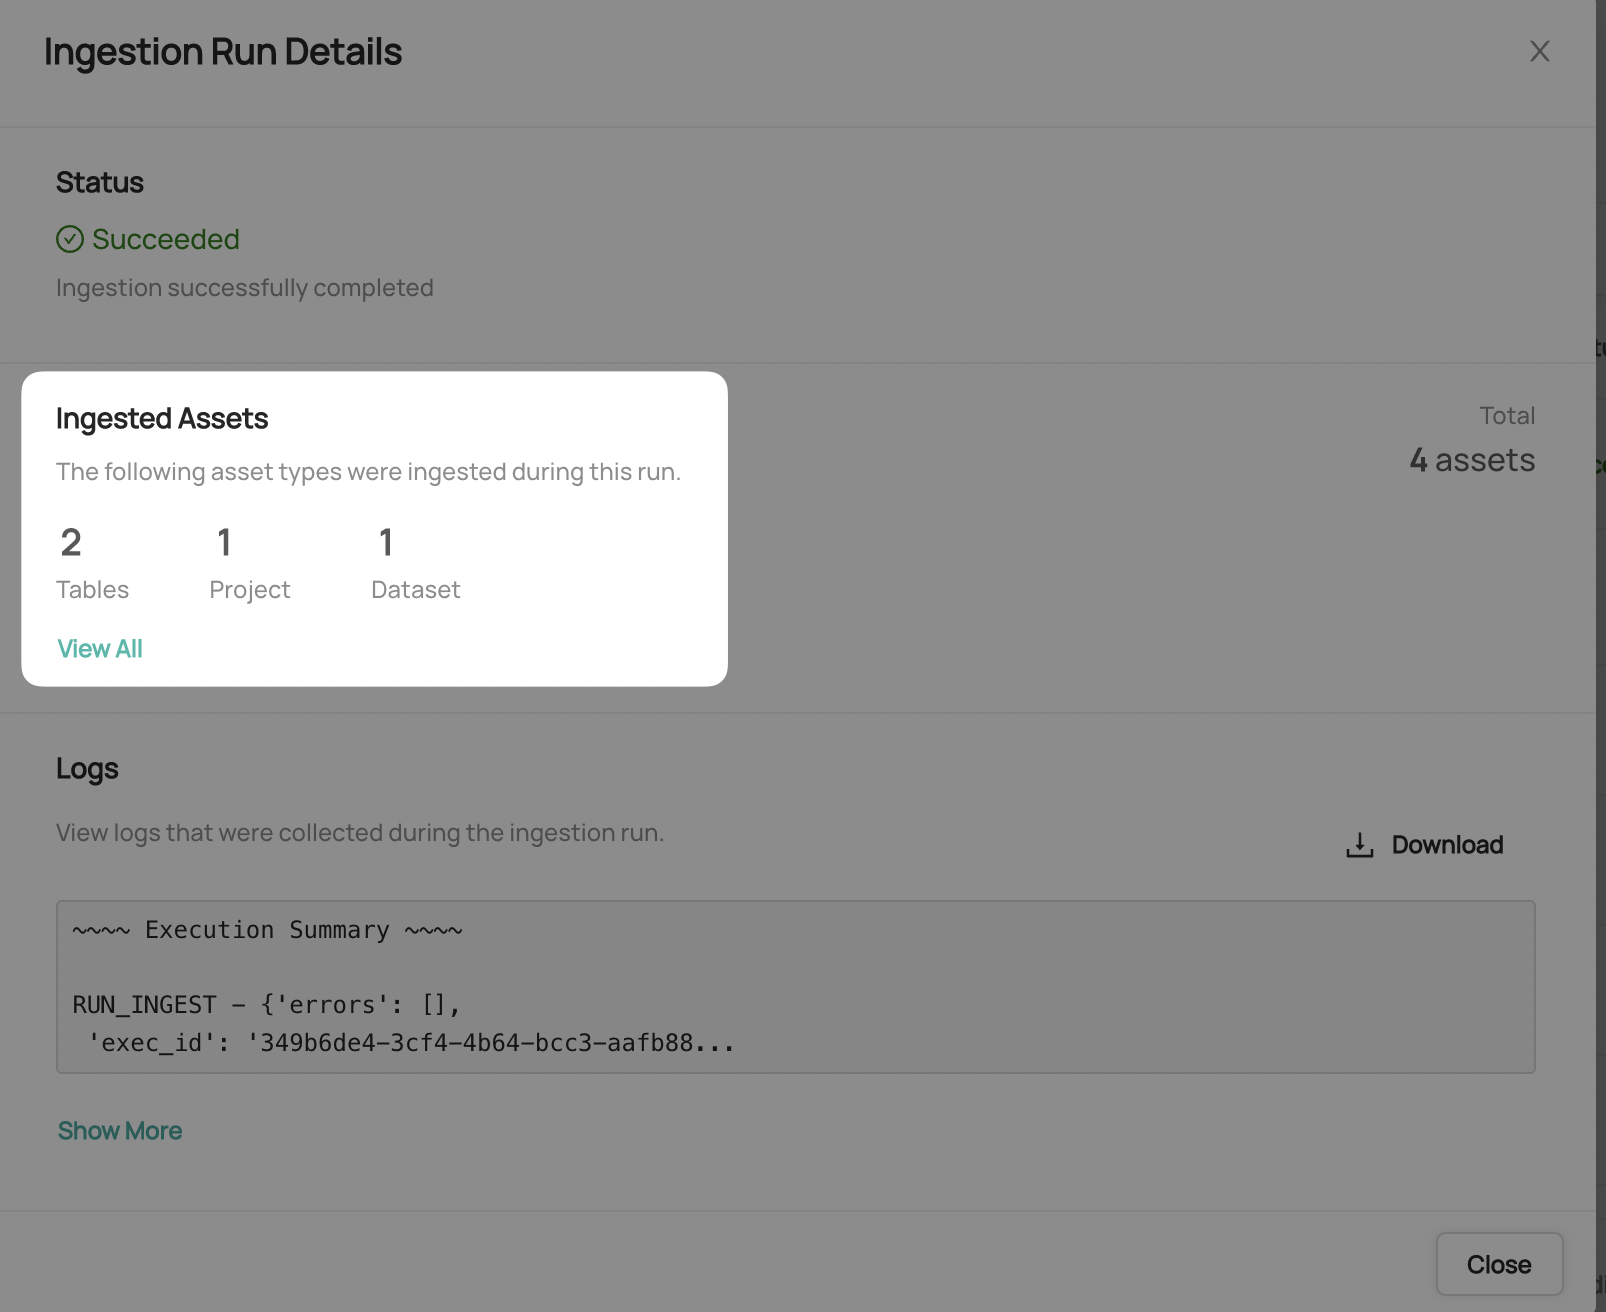 Ingestion Run Details
Status
Succeeded
Ingestion successfully completed
Ingested Assets
The following asset types were ingested during this run.
2 1 1
Tables Project Dataset
View All
Total
4 assets
Logs
View logs that were collected during the ingestion run.
Download
~~~~ Execution Summary ~~~~
RUN_INGEST - {'errors': [],
'exec_id': '349b6de4-3cf4-4b64-bcc3-aafb88...
Show More
Close